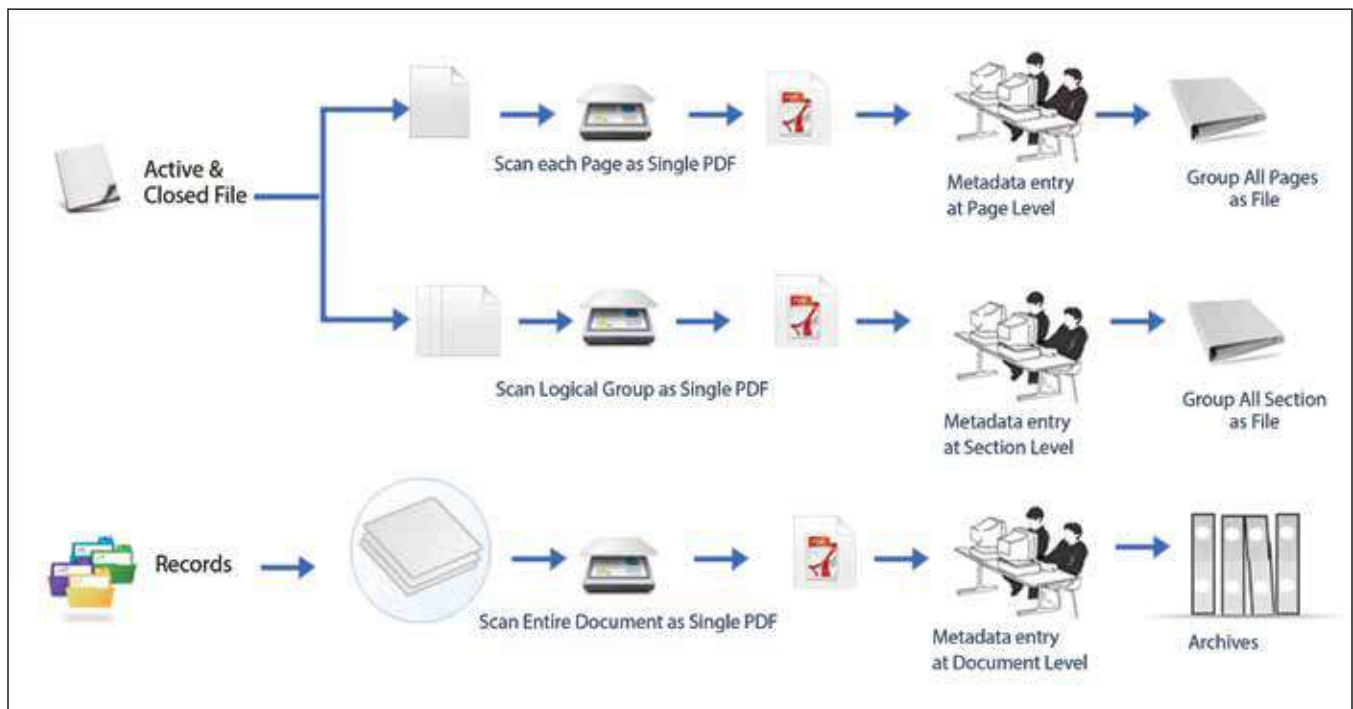 Active &
Closed File
Scan each Page as Single PDF
Metadata entry
at Page Level
Group All Pages
as File
Scan Logical Group as Single PDF
Metadata entry
at Section Level
Group All Section
as File
Records
Scan Entire Document as Single PDF
Metadata entry
at Document Level
Archives